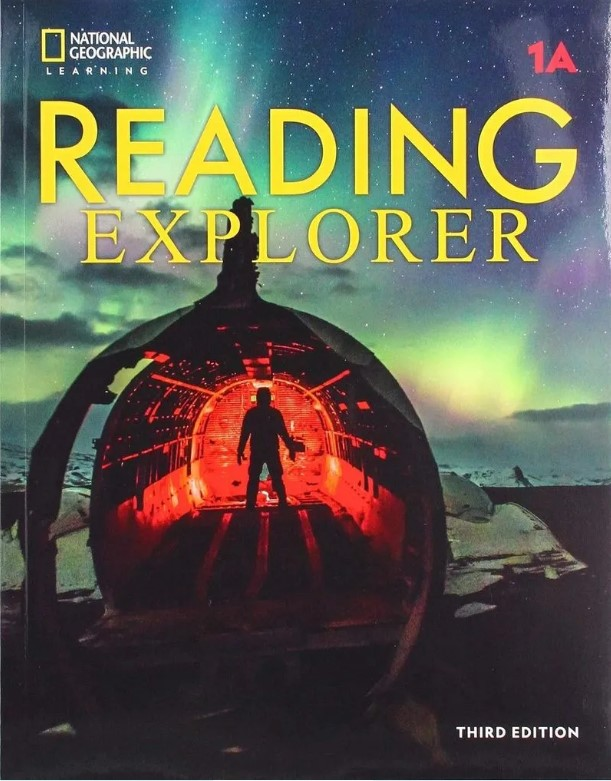 NATIONAL
GEOGRAPHIC
LEARNING
1A
READING
EXPLORER
THIRD EDITION